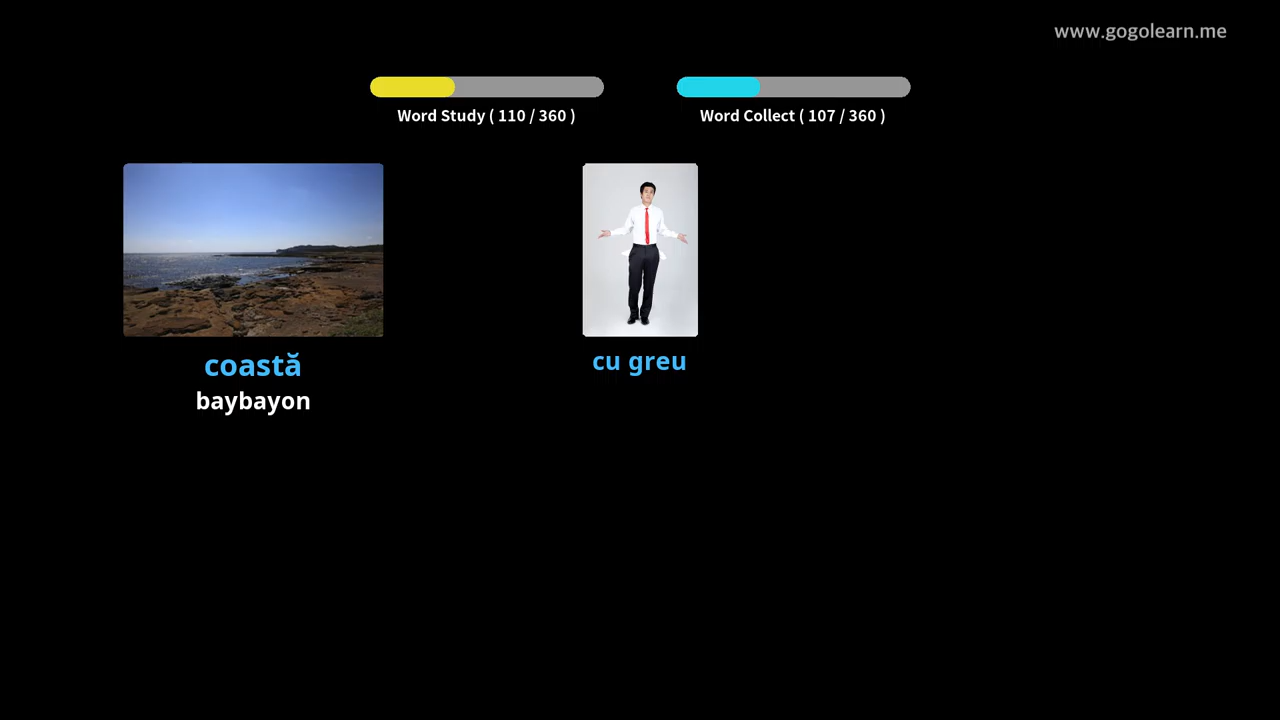 www.gogolearn.me
Word Study ( 110 / 360 )
Word Collect ( 107 / 360 )
coastă
baybayon
cu greu